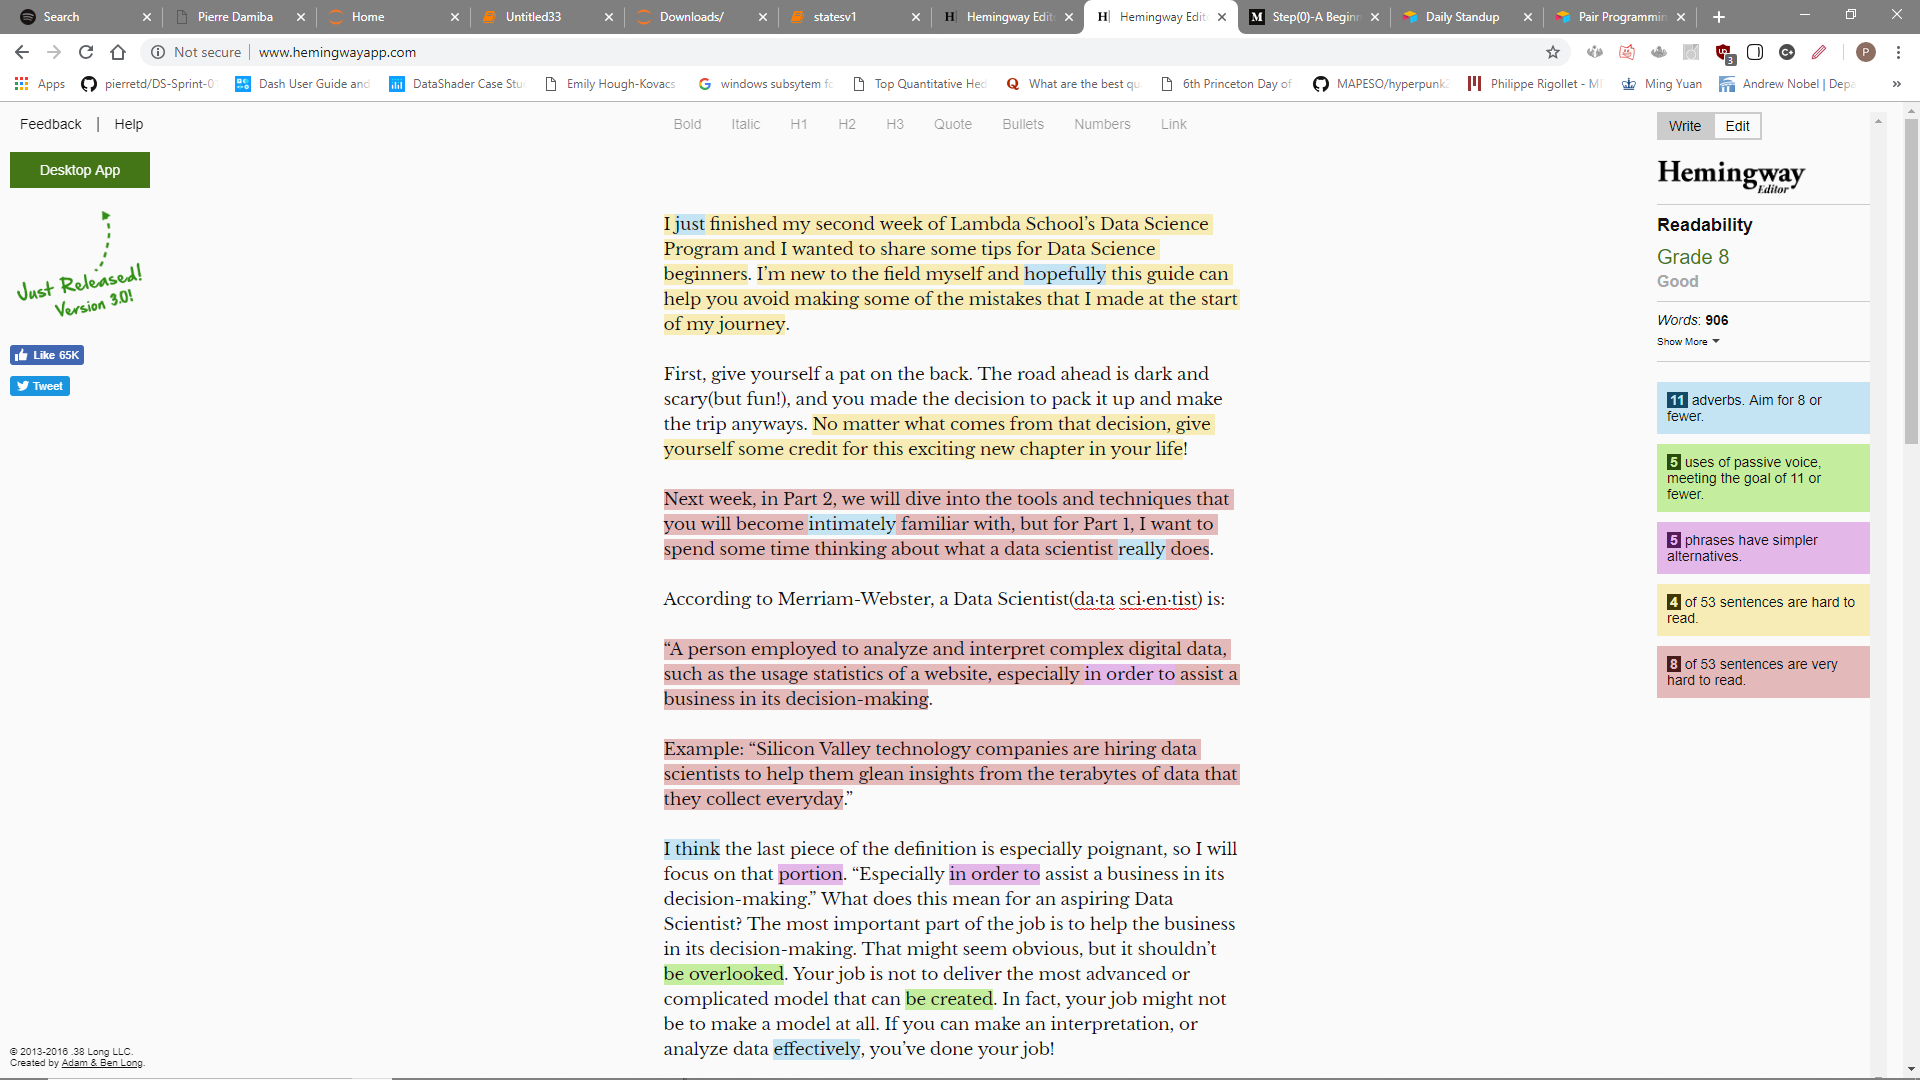 Search
Pierre Damiba
Home
Untitled33
Downloads/
statesv1
Hemingway Edit
Hemingway Edit
Step(0)-A Beginn
Daily Standup
Pair Programmin
Not secure
www.hemingwayapp.com
Apps
pierretd/DS-Sprint-0
Dash User Guide and
DataShader Case Stu
Emily Hough-Kovacs
windows subsytem fo
Top Quantitative Hed
What are the best qu
6th Princeton Day of
MAPESO/hyperpunk
Philippe Rigollet - M
Ming Yuan
Andrew Nobel | Depa
Feedback | Help
Bold Italic H1 H2 H3 Quote Bullets Numbers Link
Write Edit
Desktop App
Just Released!
Version 3.0!
Like 65K
Tweet
I just finished my second week of Lambda School’s Data Science
Program and I wanted to share some tips for Data Science
beginners. I’m new to the field myself and hopefully this guide can
help you avoid making some of the mistakes that I made at the start
of my journey.
First, give yourself a pat on the back. The road ahead is dark and
scary(but fun!), and you made the decision to pack it up and make
the trip anyways. No matter what comes from that decision, give
yourself some credit for this exciting new chapter in your life!
Next week, in Part 2, we will dive into the tools and techniques that
you will become intimately familiar with, but for Part 1, I want to
spend some time thinking about what a data scientist really does.
According to Merriam-Webster, a Data Scientist(da·ta sci·en·tist) is:
“A person employed to analyze and interpret complex digital data,
such as the usage statistics of a website, especially in order to assist a
business in its decision-making.
Example: “Silicon Valley technology companies are hiring data
scientists to help them glean insights from the terabytes of data that
they collect everyday.”
I think the last piece of the definition is especially poignant, so I will
focus on that portion. “Especially in order to assist a business in its
decision-making.” What does this mean for an aspiring Data
Scientist? The most important part of the job is to help the business
in its decision-making. That might seem obvious, but it shouldn’t
be overlooked. Your job is not to deliver the most advanced or
complicated model that can be created. In fact, your job might not
be to make a model at all. If you can make an interpretation, or
analyze data effectively, you’ve done your job!
Hemingway
Editor
Readability
Grade 8
Good
Words: 906
Show More
11 adverbs. Aim for 8 or
fewer.
5 uses of passive voice,
meeting the goal of 11 or
fewer.
5 phrases have simpler
alternatives.
4 of 53 sentences are hard to
read.
8 of 53 sentences are very
hard to read.
© 2013-2016 .38 Long LLC.
Created by Adam & Ben Long.